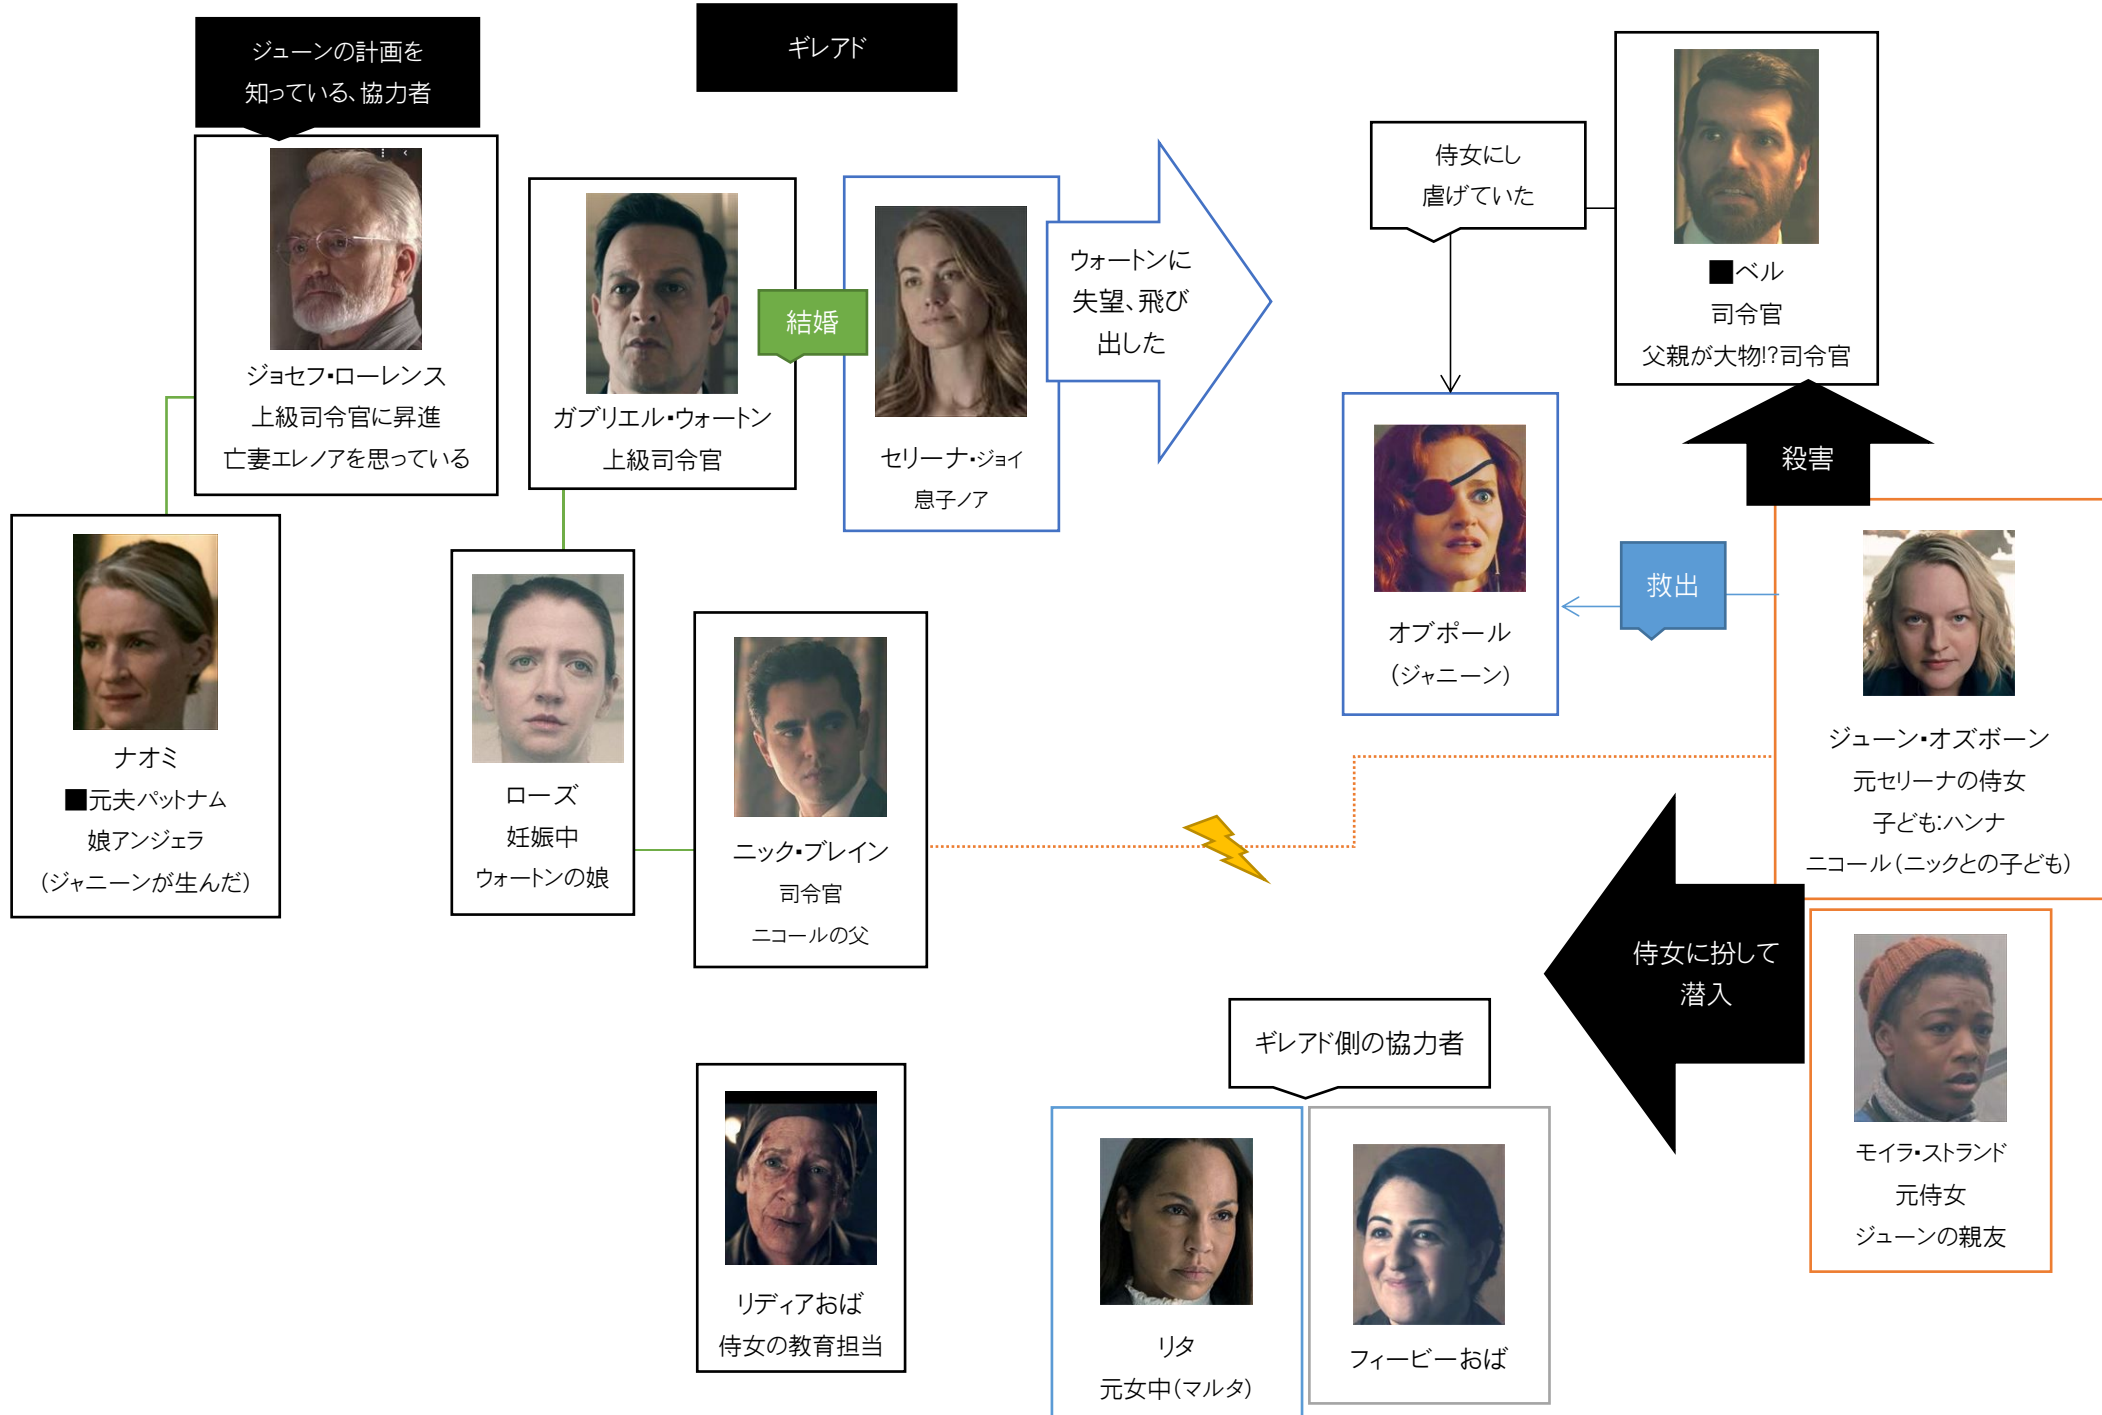 ジューンの計画を
知っている、協力者
ギレアド
ジョセフ・ローレンス
上級司令官に昇進
亡妻エレノアを思っている
ガブリエル・ウォートン
上級司令官
結婚
セリーナ・ジョイ
息子ノア
ウォートンに
失望、飛び
出した
侍女にし
虐げていた
■ベル
司令官
父親が大物!?司令官
殺害
オブポール
(ジャニーン)
救出
ジューン・オズボーン
元セリーナの侍女
子ども:ハンナ
ニコール(ニックとの子ども)
ナオミ
■元夫パットナム
娘アンジェラ
(ジャニーンが生んだ)
ローズ
妊娠中
ウォートンの娘
ニック・ブレイン
司令官
ニコールの父
侍女に扮して
潜入
モイラ・ストランド
元侍女
ジューンの親友
ギレアド側の協力者
リディアおば
侍女の教育担当
リタ
元女中(マルタ)
フィービーおば